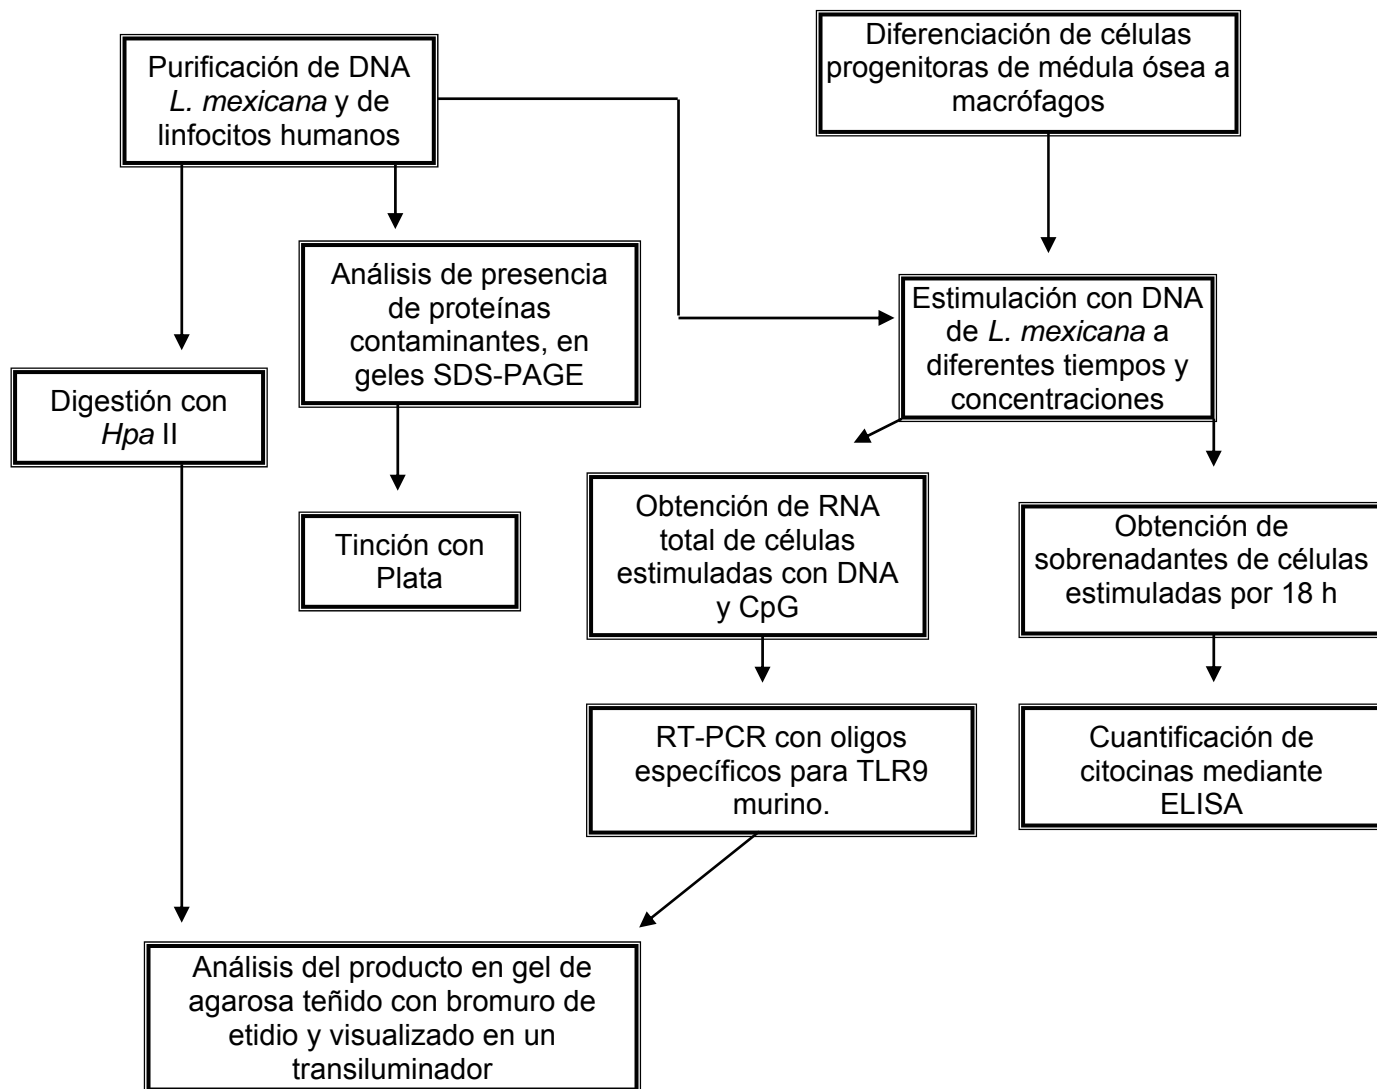 Purificación de DNA
L. mexicana y de
linfocitos humanos
Diferenciación de células
progenitoras de médula ósea a
macrófagos
Análisis de presencia
de proteínas
contaminantes, en
geles SDS-PAGE
Estimulación con DNA
de L. mexicana a
diferentes tiempos y
concentraciones
Digestión con
Hpa II
Tinción con
Plata
Obtención de RNA
total de células
estimuladas con DNA
y CpG
Obtención de
sobrenadantes de células
estimuladas por 18 h
RT-PCR con oligos
específicos para TLR9
murino.
Cuantificación de
citocinas mediante
ELISA
Análisis del producto en gel de
agarosa teñido con bromuro de
etidio y visualizado en un
transiluminador